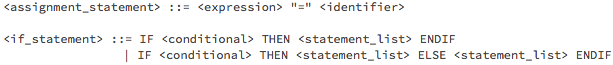 <assignment_statement> ::= <expression> "=" <identifier>
<if_statement> ::= IF <conditional> THEN <statement_list> ENDIF
| IF <conditional> THEN <statement_list> ELSE <statement_list> ENDIF